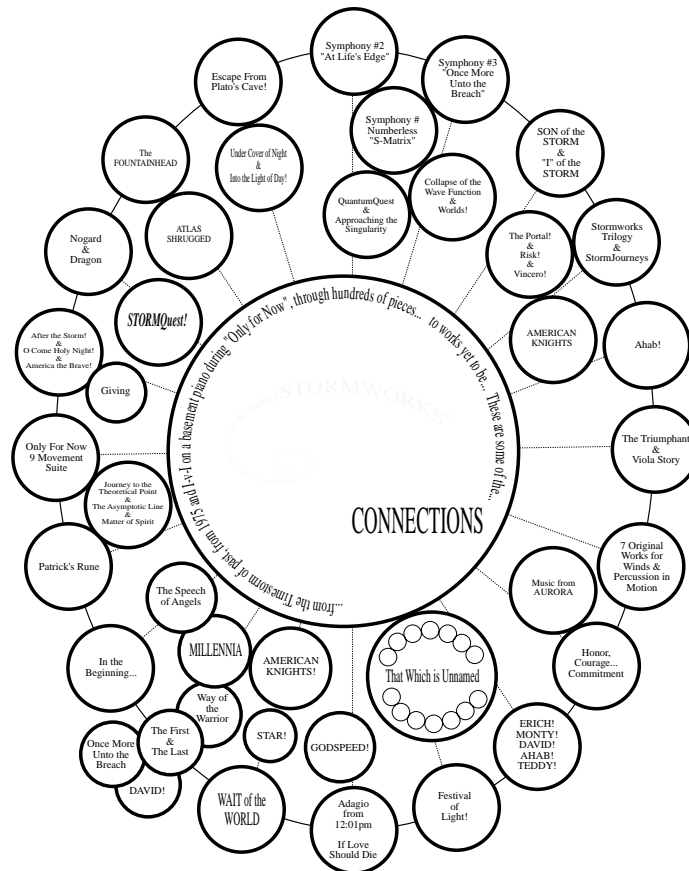 Symphony #2
"At Life's Edge"
Symphony #3
"Once More
Unto the
Breach"
Escape From
Plato's Cave!
Symphony #
Numberless
"S-Matrix"
SON of the
STORM
&
"I" of the
STORM
The
FOUNTAINHEAD
Under Cover of Night
&
Into the Light of Day!
QuantumQuest
&
Approaching the
Singularity
Collapse of the
Wave Function
&
Worlds!
ATLAS
SHRUGGED
Nogard
&
Dragon
The Portal!
&
Risk!
&
Vincero!
Stormworks
Trilogy
&
StormJourneys
STORMQuest!
AMERICAN
KNIGHTS
Ahab!
After the Storm!
&
O Come Holy Night!
&
America the Brave!
Giving
...from the Timestorm of past, from 1975 and I-v-I on a basement piano during "Only for Now", through hundreds of pieces... to works yet to be... These are some of the...
STORMWORKS
CONNECTIONS
The Triumphant
&
Viola Story
Only For Now
9 Movement
Suite
Journey to the
Theoretical Point
&
The Asymptotic Line
&
Matter of Spirit
Patrick's Rune
7 Original
Works for
Winds &
Percussion in
Motion
Music from
AURORA
The Speech
of Angels
MILLENNIA
AMERICAN
KNIGHTS!
That Which is Unnamed
Honor,
Courage...
Commitment
In the
Beginning...
Way of
the
Warrior
The First
&
The Last
Once More
Unto the
Breach
DAVID!
STAR!
GODSPEED!
ERICH!
MONTY!
DAVID!
AHAB!
TEDDY!
WAIT of the
WORLD
Adagio
from
12:01pm
If Love
Should Die
Festival
of
Light!